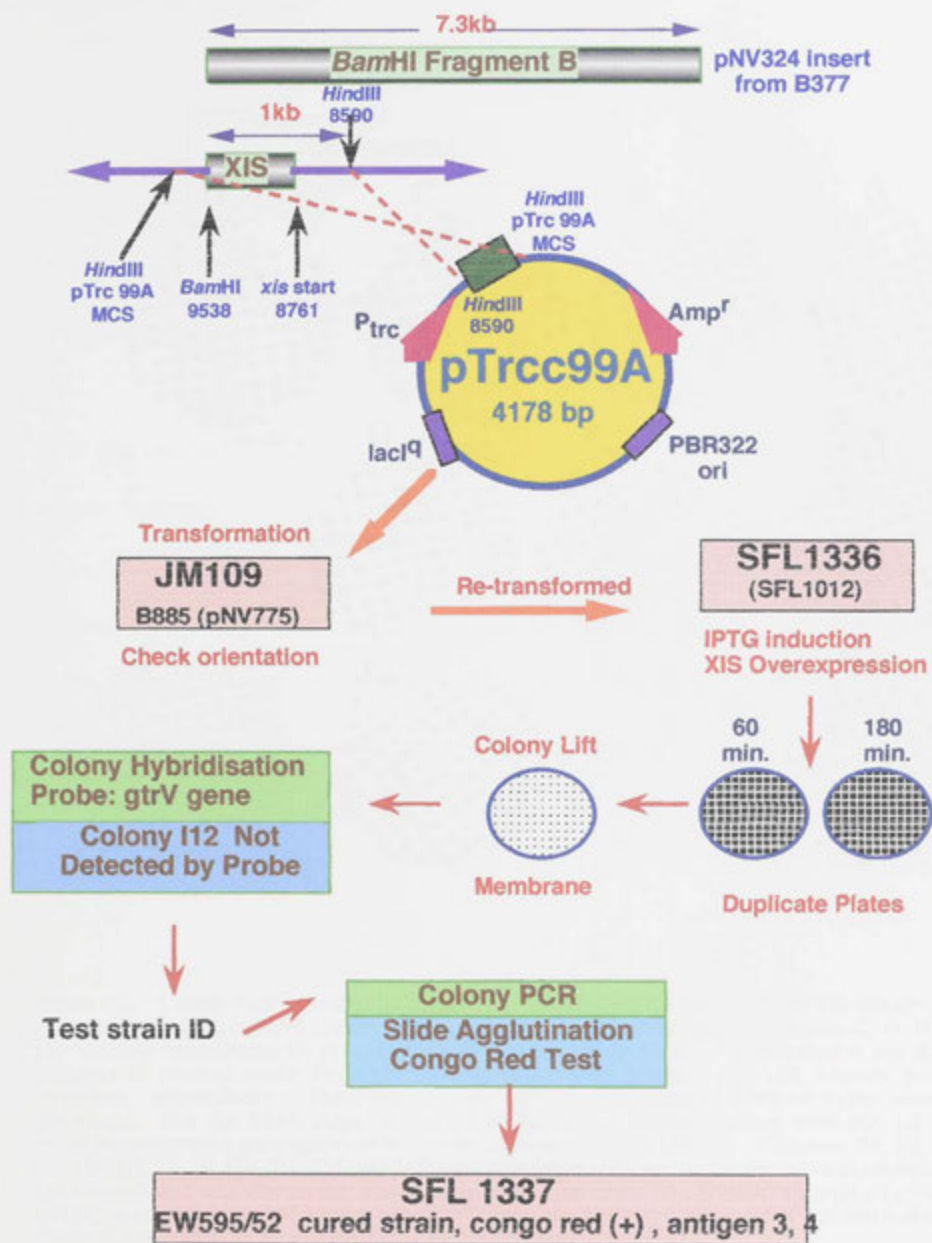 7.3kb
BamHI Fragment B
pNV324 insert
from B377
HindIII
8590
1kb
XIS
HindIII
pTrc 99A
MCS
BamHI
9538
xis start
8761
HindIII
pTrc 99A
MCS
HindIII
8590
Ptrc
Ampr
pTrcc99A
4178 bp
lacIq
PBR322
ori
Transformation
JM109
B885 (pNV775)
Check orientation
Re-transformed
SFL1336
(SFL1012)
IPTG induction
XIS Overexpression
60
min.
180
min.
Colony Lift
Membrane
Duplicate Plates
Colony Hybridisation
Probe: gtrV gene
Colony I12 Not
Detected by Probe
Test strain ID
Colony PCR
Slide Agglutination
Congo Red Test
SFL 1337
EW595/52 cured strain, congo red (+) , antigen 3, 4